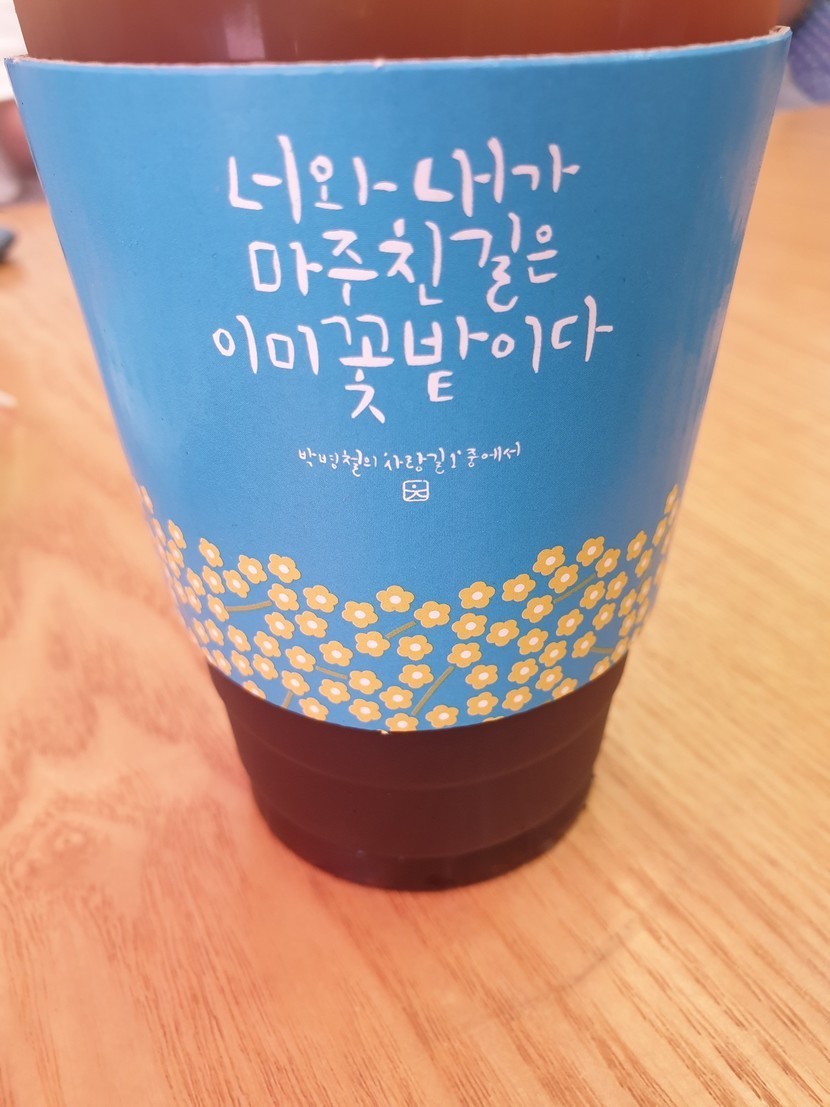 너와 내가
마주친 길은
이미 꽃밭이다
박병철의 사랑길1 중에서